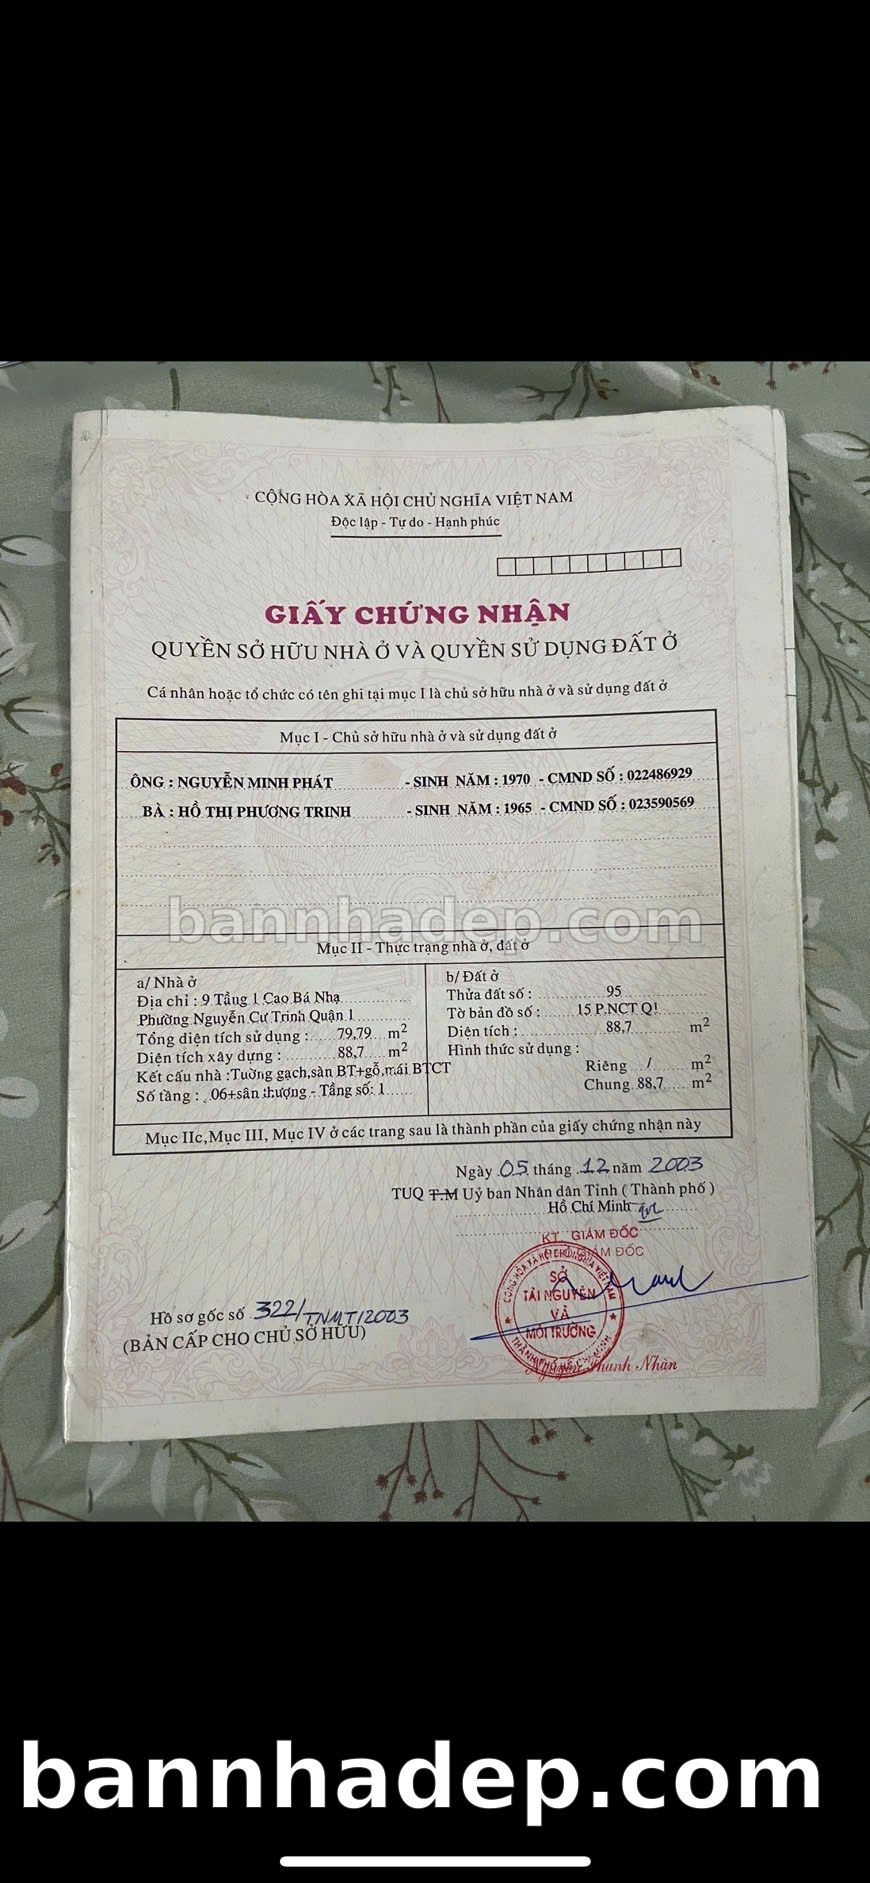 CỘNG HÒA XÃ HỘI CHỦ NGHĨA VIỆT NAM
Độc lập - Tự do - Hạnh phúc
GIẤY CHỨNG NHẬN
QUYỀN SỞ HỮU NHÀ Ở VÀ QUYỀN SỬ DỤNG ĐẤT Ở
Cá nhân hoặc tổ chức có tên ghi tại mục I là chủ sở hữu nhà ở và sử dụng đất ở
Mục I - Chủ sở hữu nhà ở và sử dụng đất ở
ÔNG : NGUYỄN MINH PHÁT - SINH NĂM : 1970 - CMND SỐ : 022486929
BÀ : HỒ THỊ PHƯƠNG TRINH - SINH NĂM : 1965 - CMND SỐ : 023590569
bannhadep.com
Mục II - Thực trạng nhà ở, đất ở
a/ Nhà ở
Địa chỉ : 9 Tầng 1 Cao Bá Nhạ
Phường Nguyễn Cư Trinh Quận 1
Tổng diện tích sử dụng : 79,79 m2
Diện tích xây dựng : 88,7 m2
Kết cấu nhà :Tường gạch,sàn BT+gỗ,mái BTCT
Số tầng : 06+sân thượng - Tầng số: 1
b/ Đất ở
Thửa đất số : 95
Tờ bản đồ số : 15 P.NCT Q1
Diện tích : 88,7 m2
Hình thức sử dụng :
Riêng / m2
Chung 88,7 m2
Mục IIc,Mục III, Mục IV ở các trang sau là thành phần của giấy chứng nhận này
Ngày 05 tháng 12 năm 2003
TUQ T.M Uỷ ban Nhân dân Tỉnh ( Thành phố )
Hồ Chí Minh
KT. GIÁM ĐỐC
GIÁM ĐỐC
SỞ
TÀI NGUYÊN
VÀ
MÔI TRƯỜNG
Thanh Nhàn
Hồ sơ gốc số 322/TNMT/2003
(BẢN CẤP CHO CHỦ SỞ HỮU)
bannhadep.com